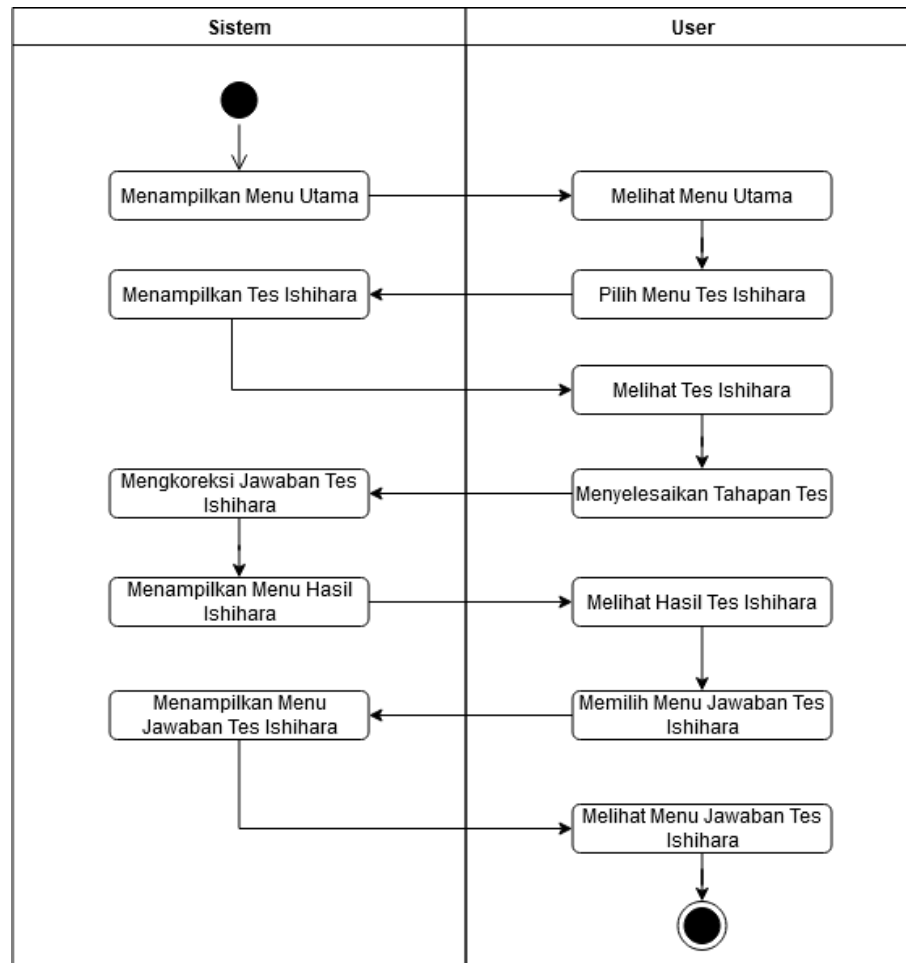 Sistem
User
Menampilkan Menu Utama
Melihat Menu Utama
Menampilkan Tes Ishihara
Pilih Menu Tes Ishihara
Melihat Tes Ishihara
Mengkoreksi Jawaban Tes
Ishihara
Menyelesaikan Tahapan Tes
Menampilkan Menu Hasil
Ishihara
Melihat Hasil Tes Ishihara
Menampilkan Menu
Jawaban Tes Ishihara
Memilih Menu Jawaban Tes
Ishihara
Melihat Menu Jawaban Tes
Ishihara